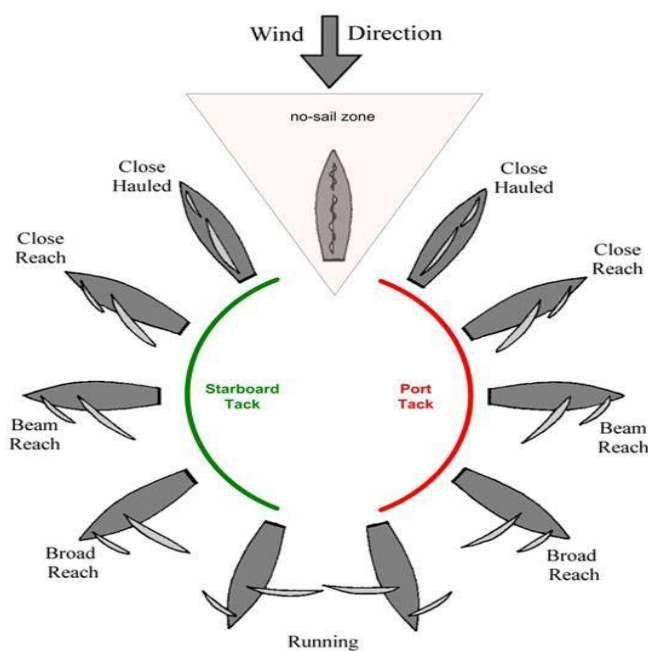 Wind Direction
no-sail zone
Close
Hauled
Close
Hauled
Close
Reach
Close
Reach
Starboard
Tack
Port
Tack
Beam
Reach
Beam
Reach
Broad
Reach
Broad
Reach
Running